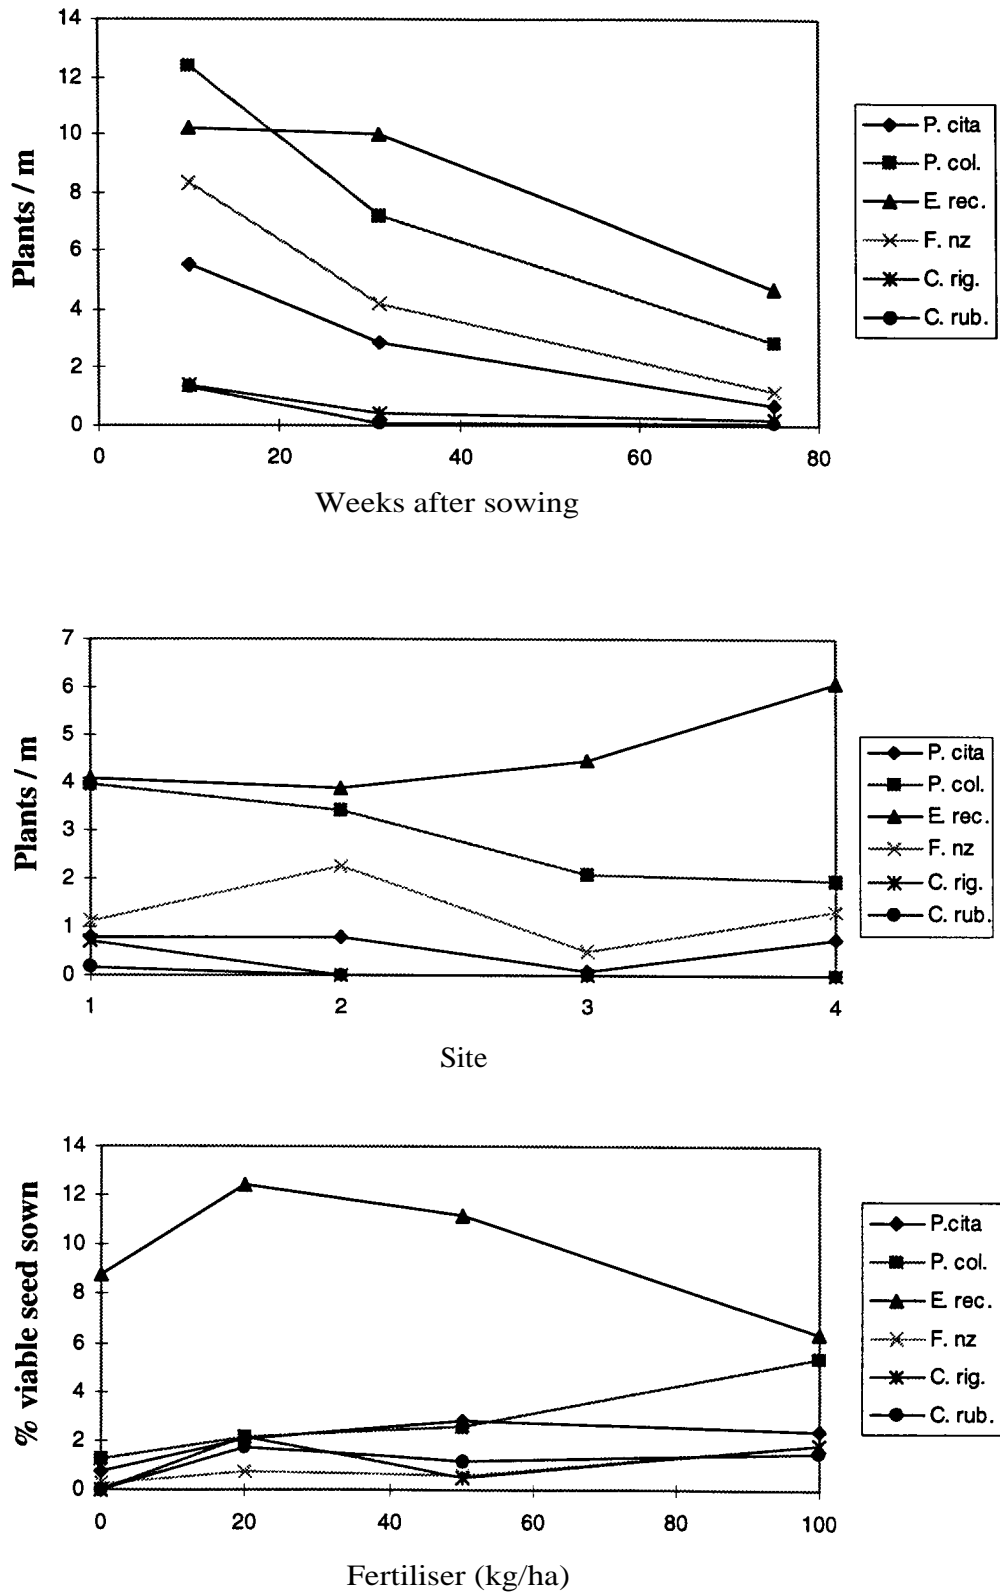 14
12
10
8
6
4
2
0
Plants / m
0 20 40 60 80
Weeks after sowing
P. cita
P. col.
E. rec.
F. nz
C. rig.
C. rub.
7
6
5
4
3
2
1
0
Plants / m
1 2 3 4
Site
P. cita
P. col.
E. rec.
F. nz
C. rig.
C. rub.
14
12
10
8
6
4
2
0
% viable seed sown
0 20 40 60 80 100
Fertiliser (kg/ha)
P.cita
P. col.
E. rec.
F. nz
C. rig.
C. rub.